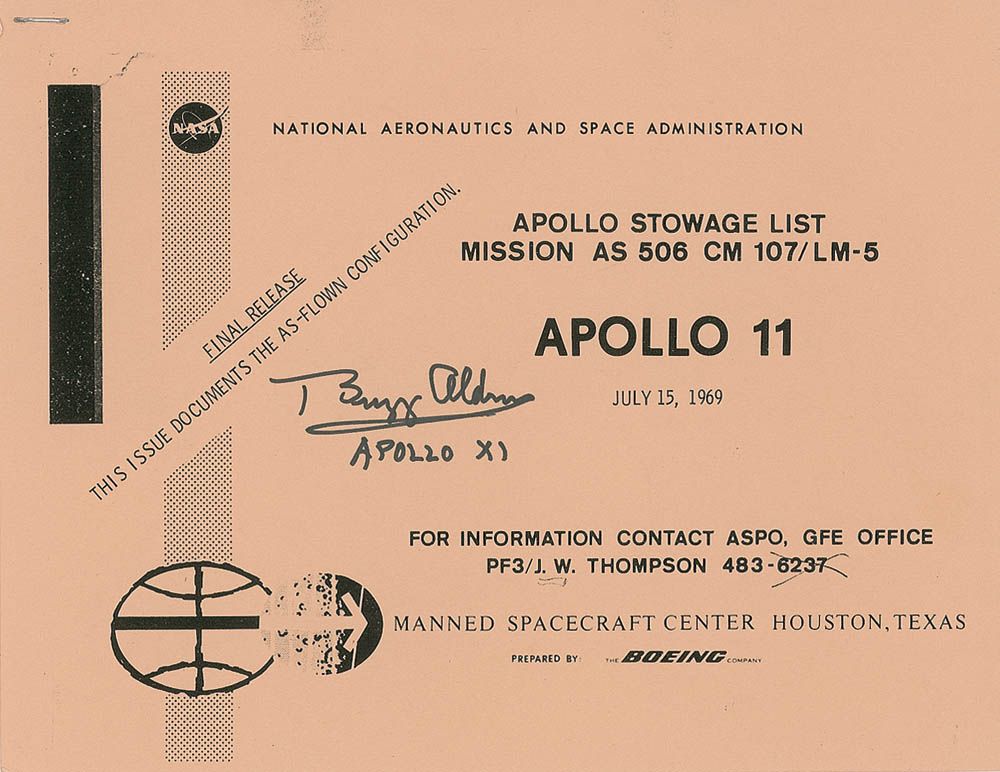 NASA
NATIONAL AERONAUTICS AND SPACE ADMINISTRATION
APOLLO STOWAGE LIST
MISSION AS 506 CM 107/LM-5
FINAL RELEASE
THIS ISSUE DOCUMENTS THE AS-FLOWN CONFIGURATION.
APOLLO 11
JULY 15, 1969
Buzz Aldrin
APOLLO XI
FOR INFORMATION CONTACT ASPO, GFE OFFICE
PF3/J. W. THOMPSON 483-6237
MANNED SPACECRAFT CENTER HOUSTON, TEXAS
PREPARED BY: THE BOEING COMPANY